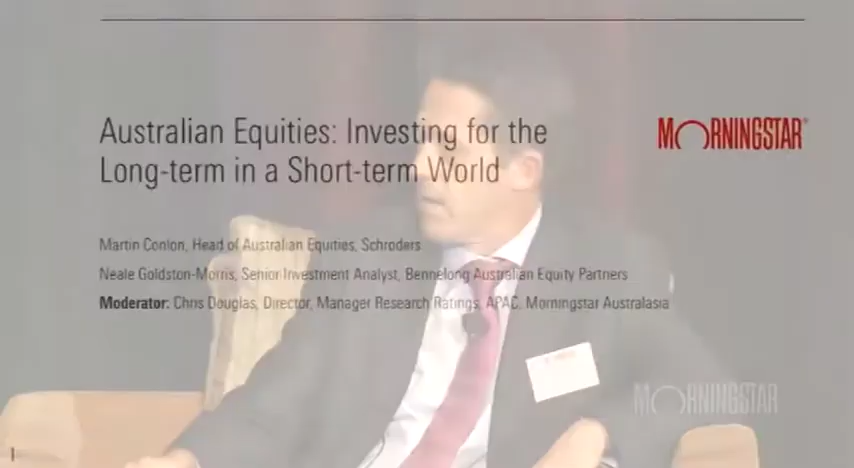 Australian Equities: Investing for the
Long-term in a Short-term World
MORNINGSTAR®
Martin Conlon, Head of Australian Equities, Schroders
Neale Goldston-Morris, Senior Investment Analyst, Bennelong Australian Equity Partners
Moderator: Chris Douglas, Director, Manager Research Ratings, APAC, Morningstar Australasia
MORNINGSTAR